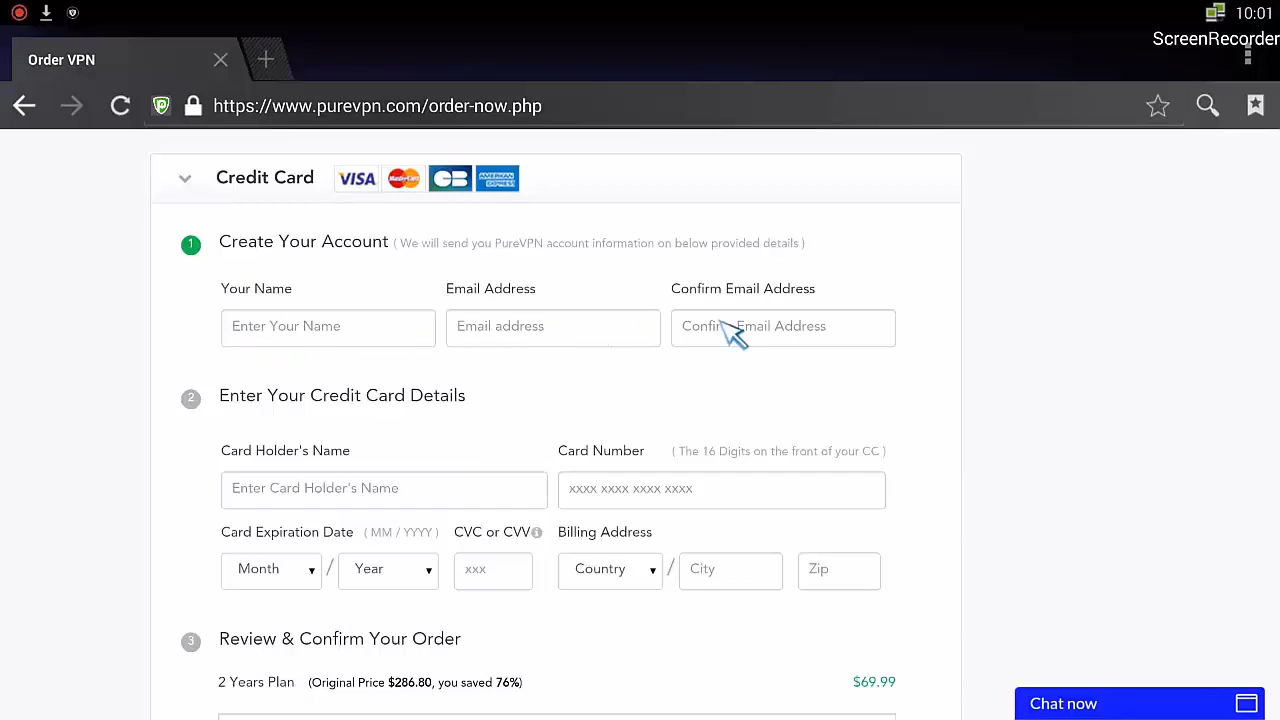 10:01
ScreenRecorder
Order VPN
https://www.purevpn.com/order-now.php
Credit Card VISA MasterCard CB AMERICAN EXPRESS
1 Create Your Account ( We will send you PureVPN account information on below provided details )
Your Name Email Address Confirm Email Address
Enter Your Name Email address Confirm Email Address
2 Enter Your Credit Card Details
Card Holder's Name Card Number ( The 16 Digits on the front of your CC )
Enter Card Holder's Name xxxx xxxx xxxx xxxx
Card Expiration Date ( MM / YYYY ) CVC or CVV Billing Address
Month / Year xxx Country / City Zip
3 Review & Confirm Your Order
2 Years Plan (Original Price $286.80, you saved 76%) $69.99
Chat now